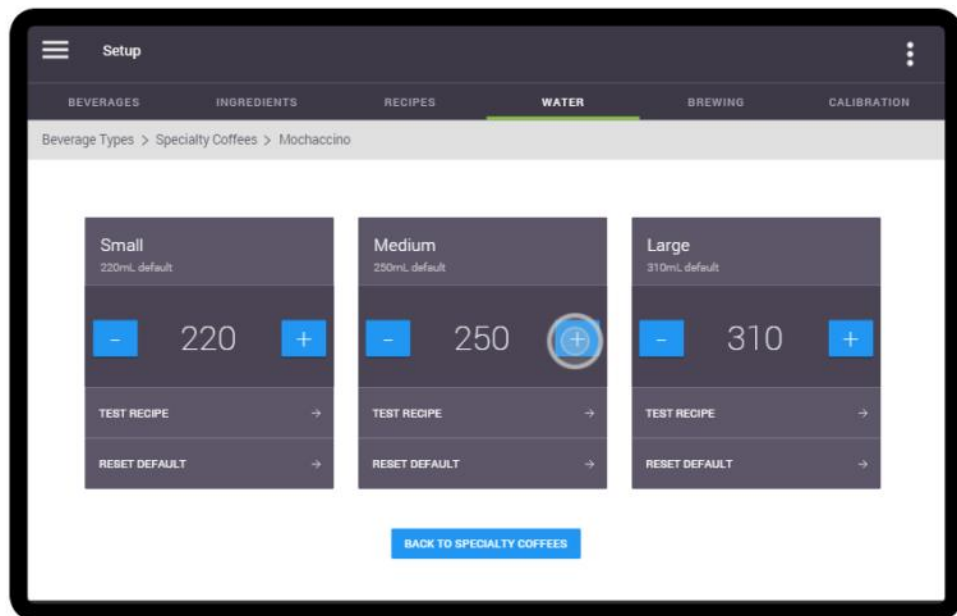 Setup
BEVERAGES INGREDIENTS RECIPES WATER BREWING CALIBRATION
Beverage Types > Specialty Coffees > Mochaccino
Small
220mL default
- 220 +
TEST RECIPE →
RESET DEFAULT →
Medium
250mL default
- 250 +
TEST RECIPE →
RESET DEFAULT →
Large
310mL default
- 310 +
TEST RECIPE →
RESET DEFAULT →
BACK TO SPECIALTY COFFEES